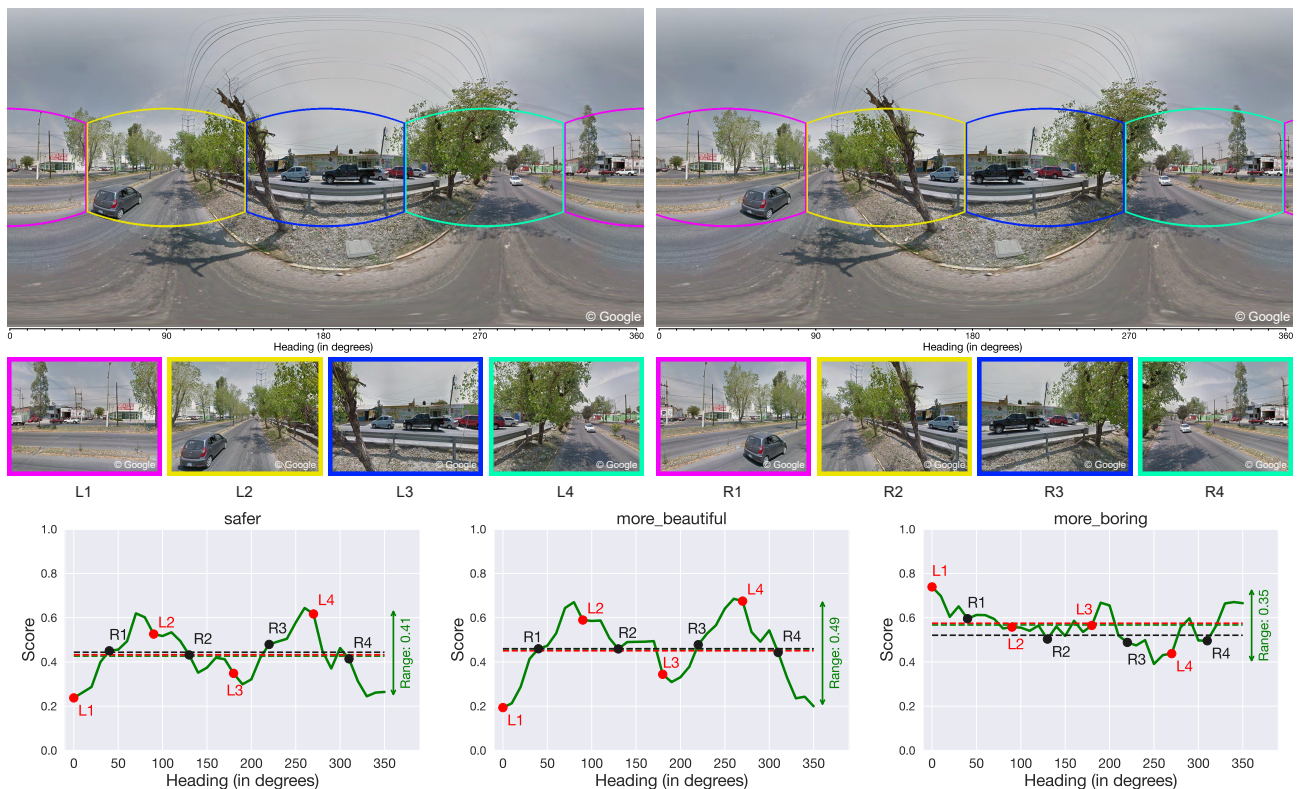 © Google
© Google
0 90 180 270 360
Heading (in degrees)
0 90 180 270 360
Heading (in degrees)
© Google © Google © Google © Google
© Google © Google © Google © Google
L1 L2 L3 L4 R1 R2 R3 R4
safer
1.0
0.8
0.6
0.4
0.2
0.0
Score
L1
R1
L2
R2
L3
R3
L4
R4
Range: 0.41
0 50 100 150 200 250 300 350
Heading (in degrees)
more_beautiful
1.0
0.8
0.6
0.4
0.2
0.0
Score
L1
R1
L2
R2
L3
R3
L4
R4
Range: 0.49
0 50 100 150 200 250 300 350
Heading (in degrees)
more_boring
1.0
0.8
0.6
0.4
0.2
0.0
Score
L1
R1
L2
R2
L3
R3
L4
R4
Range: 0.35
0 50 100 150 200 250 300 350
Heading (in degrees)